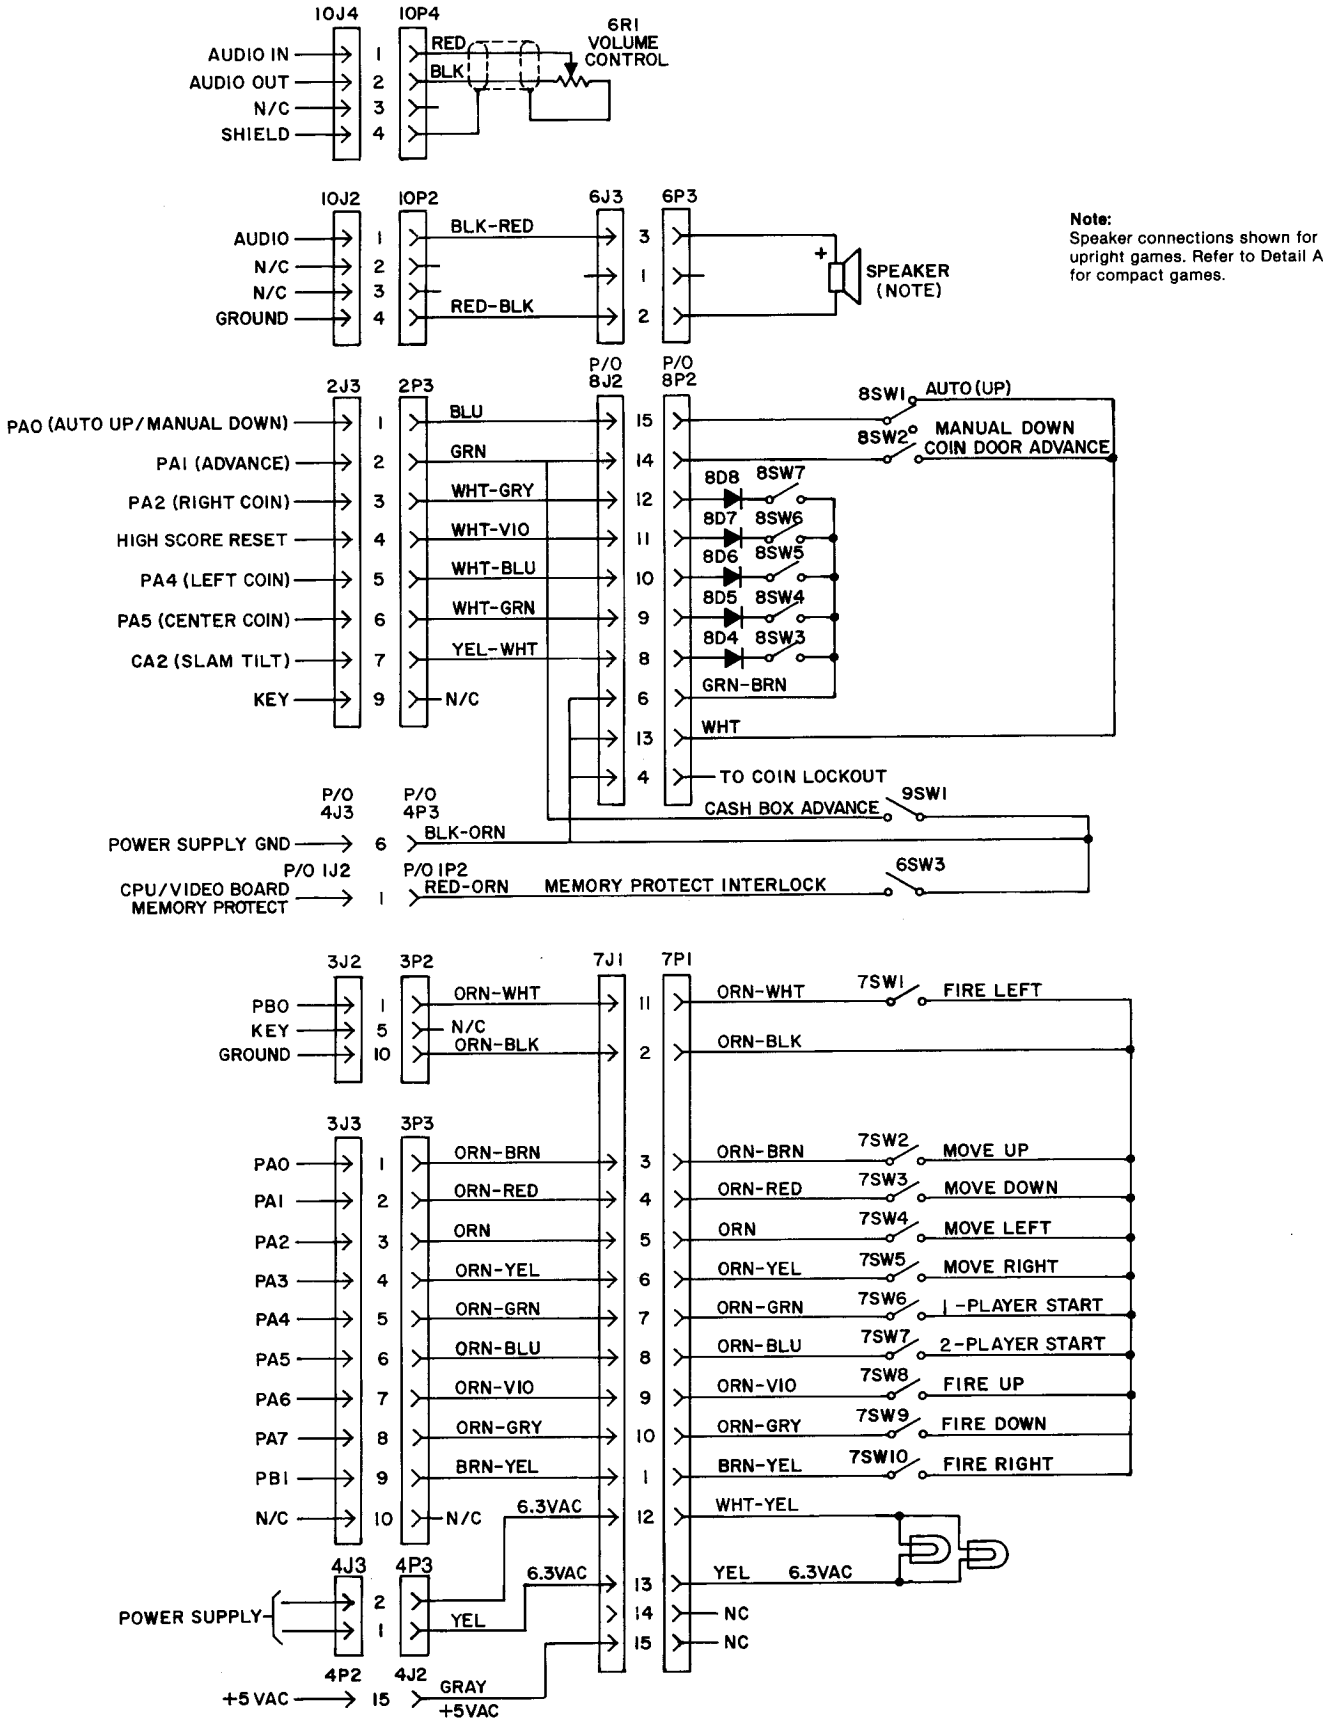 10J4 10P4
6R1
VOLUME
CONTROL
AUDIO IN 1 RED
AUDIO OUT 2 BLK
N/C 3
SHIELD 4
10J2 10P2 6J3 6P3
AUDIO 1 BLK-RED 3
N/C 2 1
N/C 3
GROUND 4 RED-BLK 2
+
SPEAKER
(NOTE)
Note:
Speaker connections shown for
upright games. Refer to Detail A
for compact games.
P/O P/O
2J3 2P3 8J2 8P2
PA0 (AUTO UP/MANUAL DOWN) 1 BLU 15 8SW1 AUTO (UP)
MANUAL DOWN
PA1 (ADVANCE) 2 GRN 14 8SW2 COIN DOOR ADVANCE
PA2 (RIGHT COIN) 3 WHT-GRY 12 8D8 8SW7
HIGH SCORE RESET 4 WHT-VIO 11 8D7 8SW6
PA4 (LEFT COIN) 5 WHT-BLU 10 8D6 8SW5
PA5 (CENTER COIN) 6 WHT-GRN 9 8D5 8SW4
CA2 (SLAM TILT) 7 YEL-WHT 8 8D4 8SW3
KEY 9 N/C 6 GRN-BRN
13 WHT
4 TO COIN LOCKOUT
P/O P/O
4J3 4P3
CASH BOX ADVANCE 9SW1
POWER SUPPLY GND 6 BLK-ORN
P/O 1J2 P/O 1P2
CPU/VIDEO BOARD
MEMORY PROTECT 1 RED-ORN MEMORY PROTECT INTERLOCK 6SW3
3J2 3P2 7J1 7P1
PB0 1 ORN-WHT 11 ORN-WHT 7SW1 FIRE LEFT
KEY 5 N/C
GROUND 10 ORN-BLK 2 ORN-BLK
3J3 3P3
PA0 1 ORN-BRN 3 ORN-BRN 7SW2 MOVE UP
PA1 2 ORN-RED 4 ORN-RED 7SW3 MOVE DOWN
PA2 3 ORN 5 ORN 7SW4 MOVE LEFT
PA3 4 ORN-YEL 6 ORN-YEL 7SW5 MOVE RIGHT
PA4 5 ORN-GRN 7 ORN-GRN 7SW6 1-PLAYER START
PA5 6 ORN-BLU 8 ORN-BLU 7SW7 2-PLAYER START
PA6 7 ORN-VIO 9 ORN-VIO 7SW8 FIRE UP
PA7 8 ORN-GRY 10 ORN-GRY 7SW9 FIRE DOWN
PB1 9 BRN-YEL 1 BRN-YEL 7SW10 FIRE RIGHT
N/C 10 N/C 6.3VAC 12 WHT-YEL
4J3 4P3
6.3VAC 13 YEL 6.3VAC
POWER SUPPLY 2 14 NC
1 YEL 15 NC
4P2 4J2
+5 VAC 15 GRAY
+5VAC